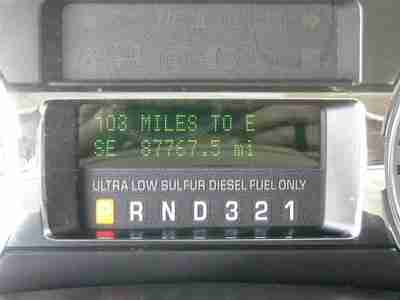 103 MILES TO E
SE 87767.5 mi
ULTRA LOW SULFUR DIESEL FUEL ONLY
P R N D 3 2 1